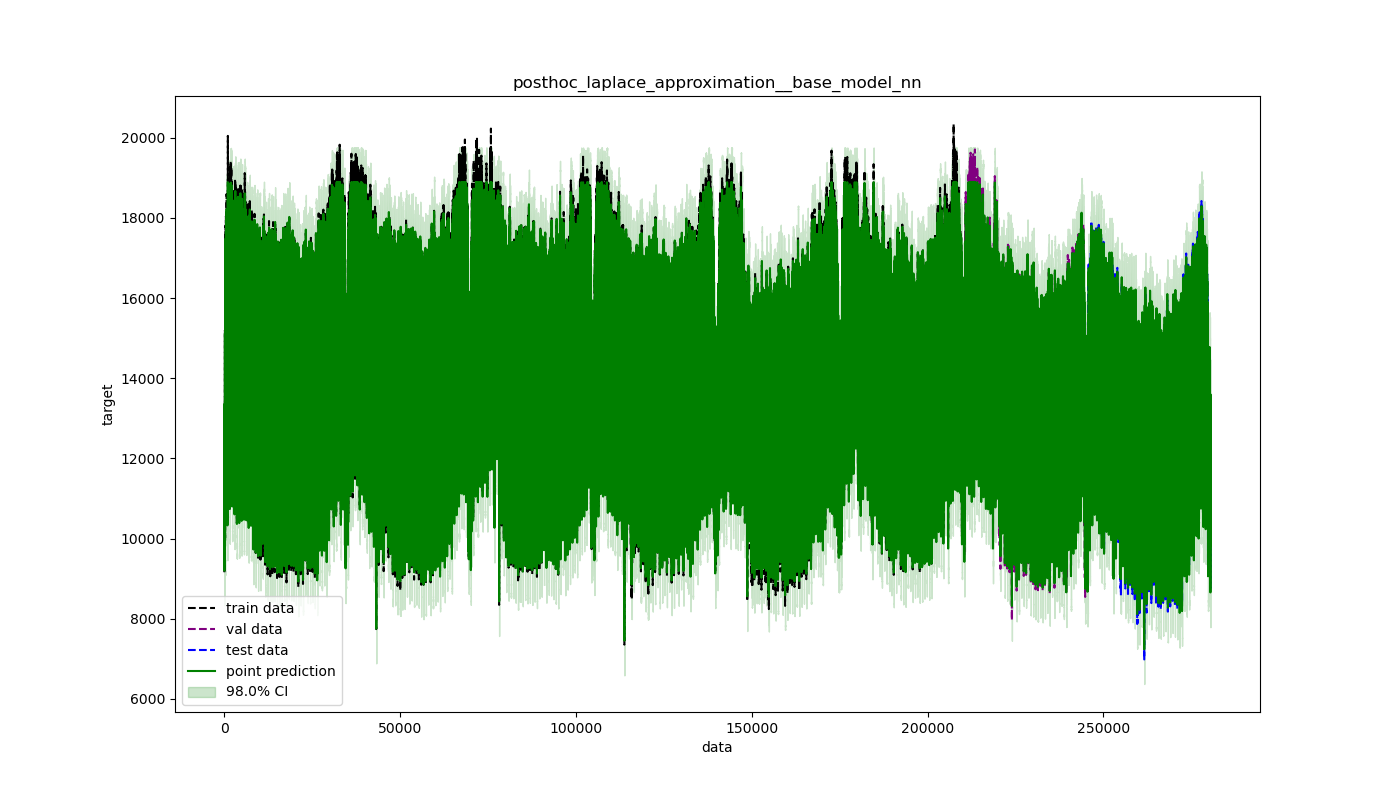 posthoc_laplace_approximation__base_model_nn
20000
18000
16000
14000
12000
10000
8000
6000
target
train data
val data
test data
point prediction
98.0% CI
0
50000
100000
150000
200000
250000
data